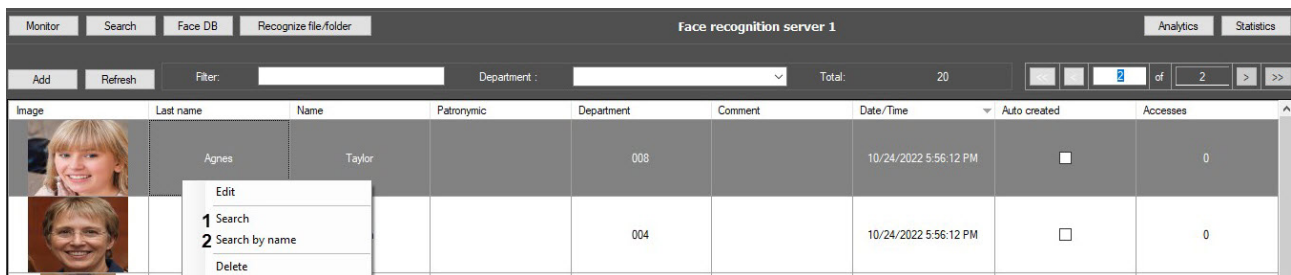 Monitor Search Face DB Recognize file/folder Face recognition server 1 Analytics Statistics
Add Refresh Filter: Department : Total: 20 << < 2 of 2 > >>
Image Last name Name Patronymic Department Comment Date/Time Auto created Accesses
Agnes Taylor 008 10/24/2022 5:56:12 PM 0
Edit
1 Search
2 Search by name
004 10/24/2022 5:56:12 PM 0
Delete